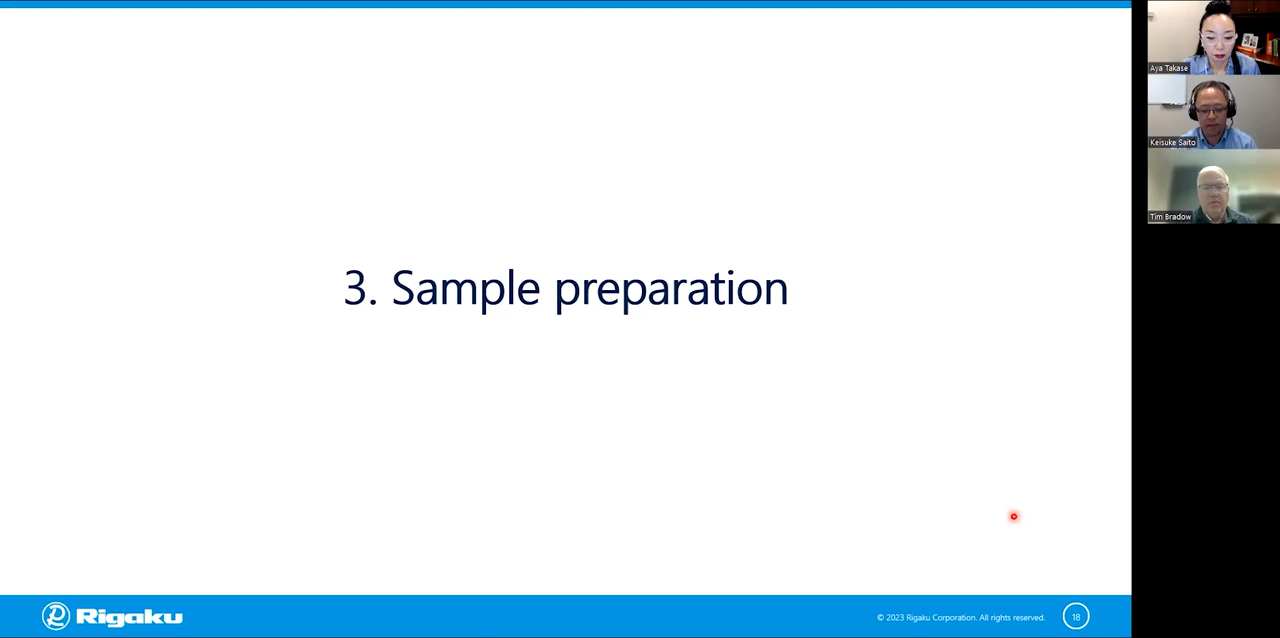 3. Sample preparation
Rigaku
© 2023 Rigaku Corporation. All rights reserved.
18
Aya Takase
Keisuke Saito
Tim Bradow